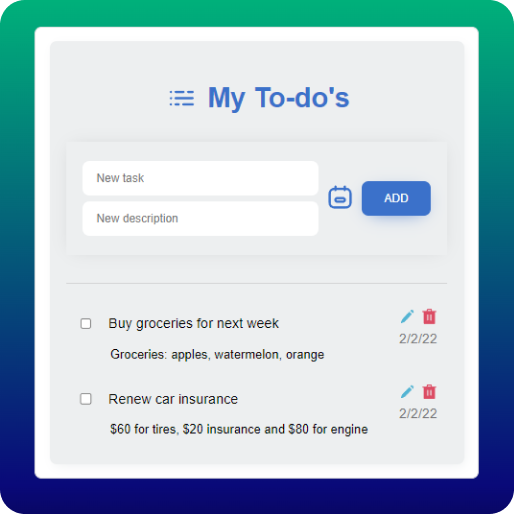 My To-do's
New task
ADD
New description
Buy groceries for next week
2/2/22
Groceries: apples, watermelon, orange
Renew car insurance
2/2/22
$60 for tires, $20 insurance and $80 for engine